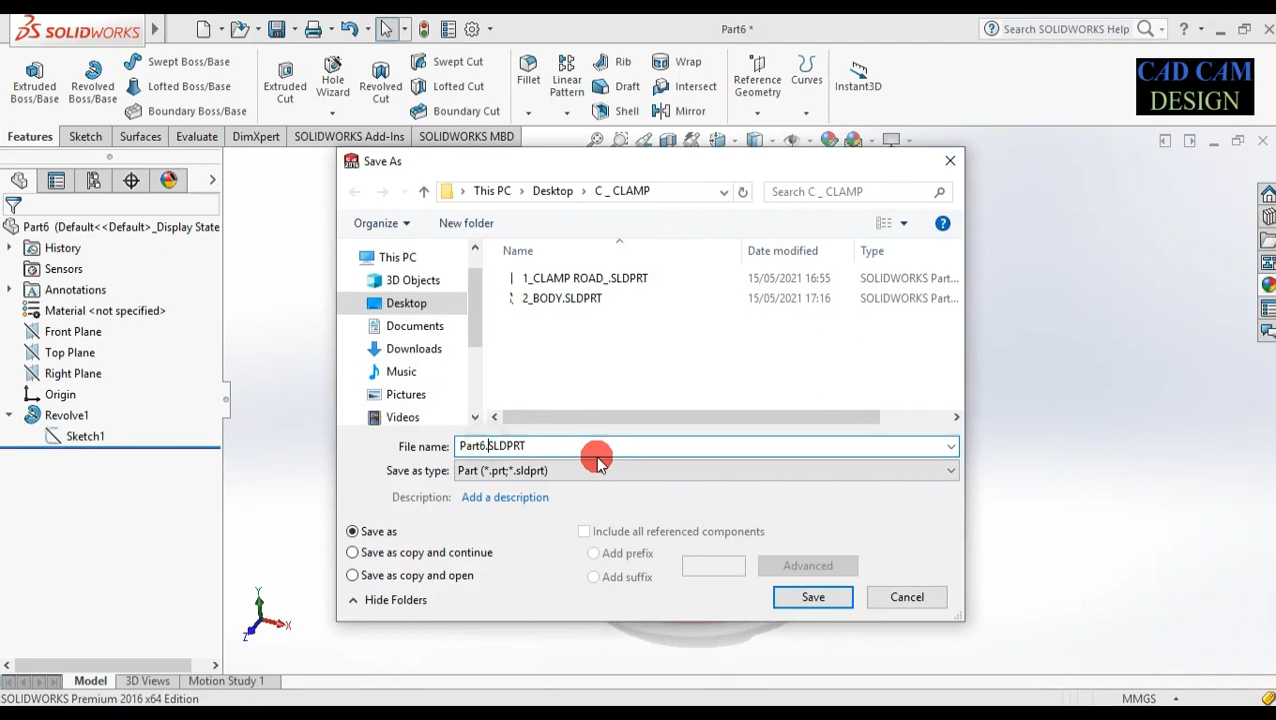 SOLIDWORKS
Part6 *
Search SOLIDWORKS Help
?
Extruded Boss/Base
Revolved Boss/Base
Swept Boss/Base
Lofted Boss/Base
Boundary Boss/Base
Extruded Cut
Hole Wizard
Revolved Cut
Swept Cut
Lofted Cut
Boundary Cut
Fillet
Linear Pattern
Rib
Draft
Shell
Wrap
Intersect
Mirror
Reference Geometry
Curves
Instant3D
CAD CAM
DESIGN
Features Sketch Surfaces Evaluate DimXpert SOLIDWORKS Add-Ins SOLIDWORKS MBD
Part6 (Default<<Default>_Display State
History
Sensors
Annotations
Material <not specified>
Front Plane
Top Plane
Right Plane
Origin
Revolve1
Sketch1
2016 Save As
This PC > Desktop > C _ CLAMP
Search C _ CLAMP
Organize New folder
?
This PC
3D Objects
Desktop
Documents
Downloads
Music
Pictures
Videos
Name Date modified Type
1_CLAMP ROAD_.SLDPRT 15/05/2021 16:55 SOLIDWORKS Part...
2_BODY.SLDPRT 15/05/2021 17:16 SOLIDWORKS Part...
File name: Part6.SLDPRT
Save as type: Part (*.prt;*.sldprt)
Description: Add a description
Save as
Save as copy and continue
Save as copy and open
Include all referenced components
Add prefix
Add suffix
Advanced
Hide Folders
Save Cancel
Y
X
Z
Model 3D Views Motion Study 1
SOLIDWORKS Premium 2016 x64 Edition
MMGS